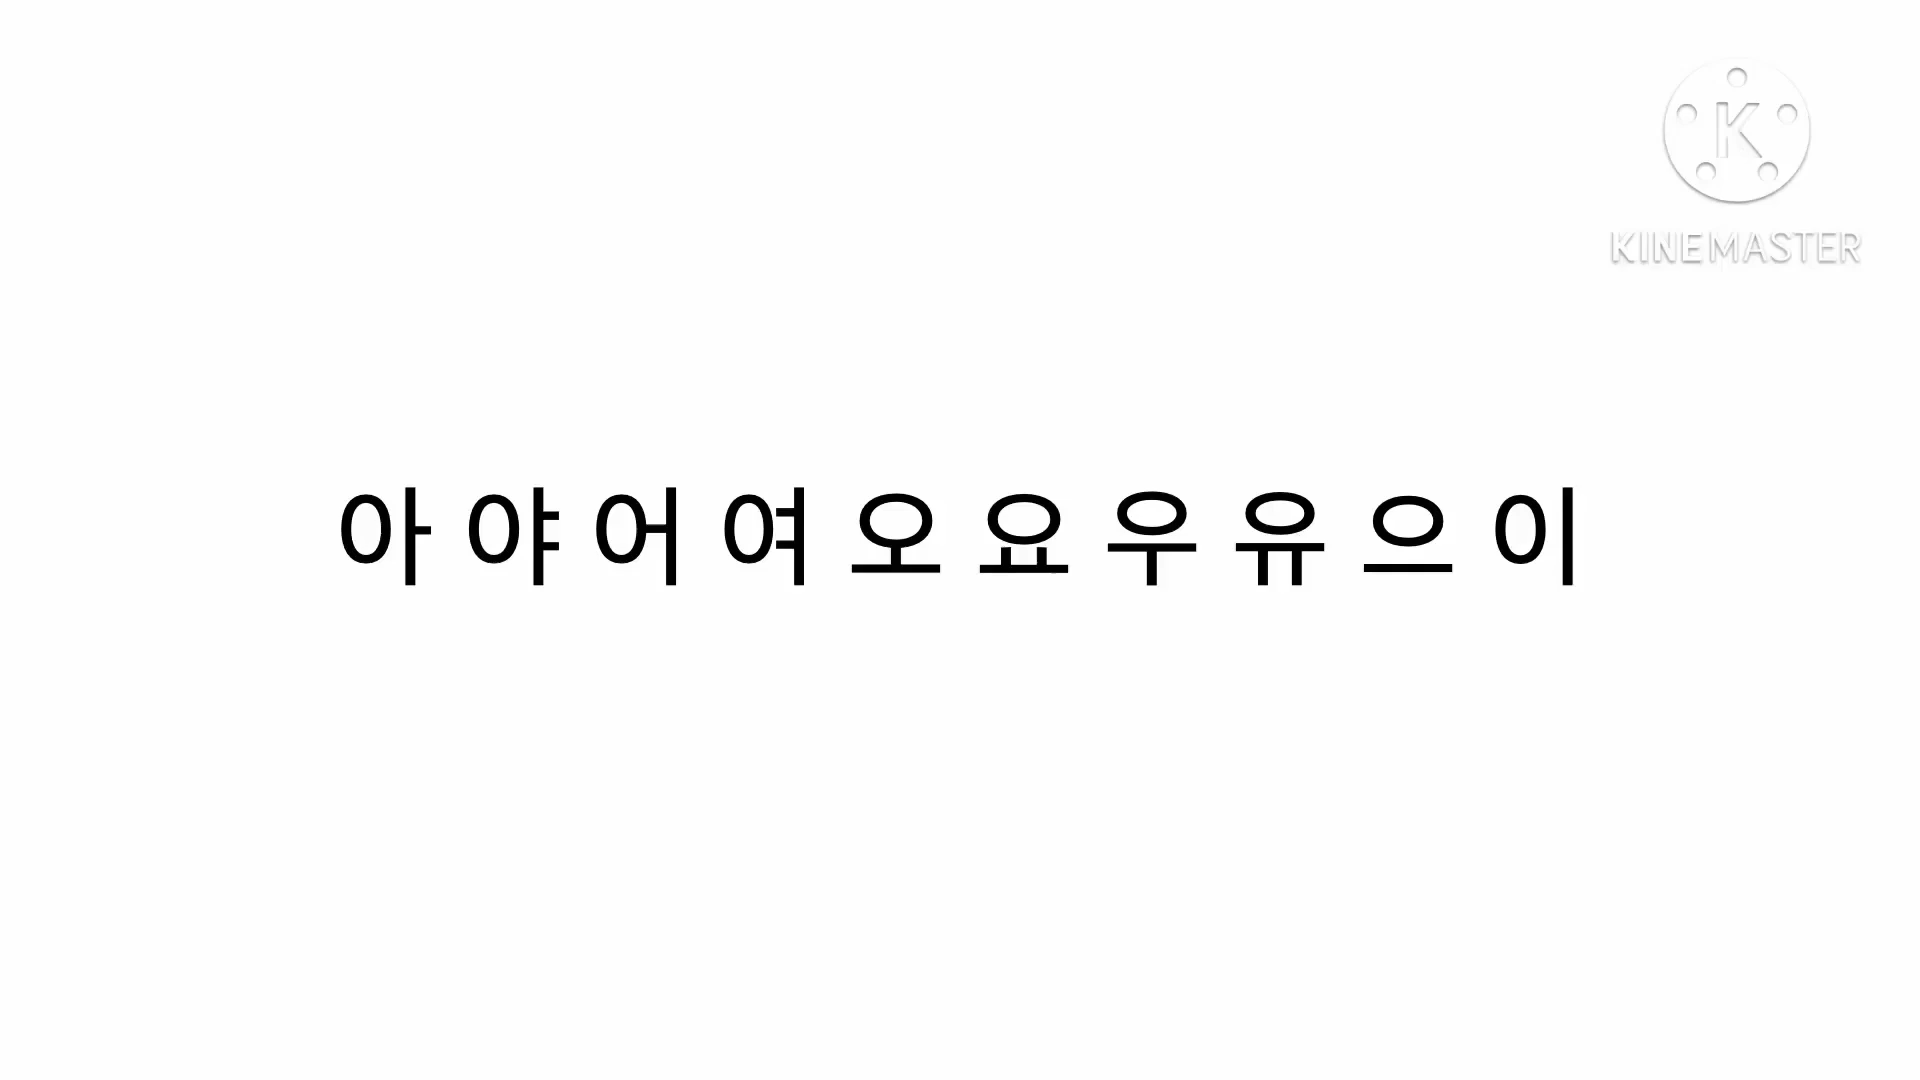 K
KINEMASTER
아 야 어 여 오 요 우 유 으 이